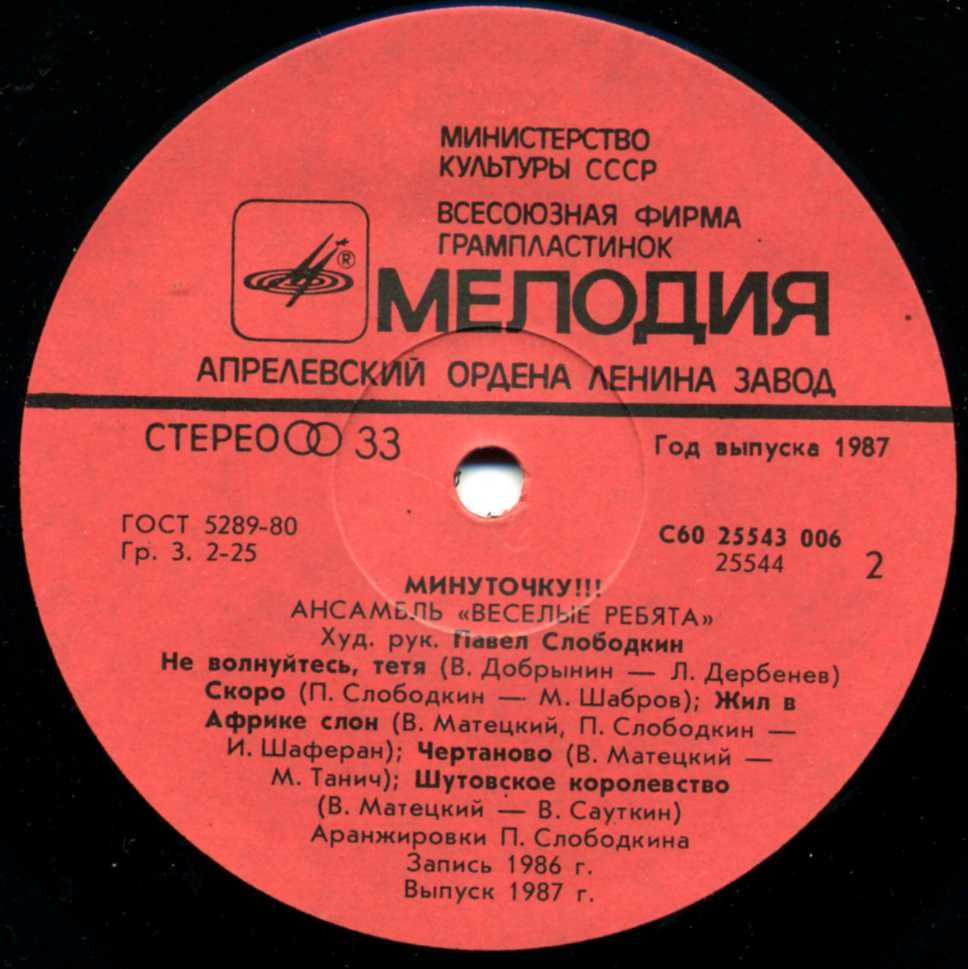 МИНИСТЕРСТВО
КУЛЬТУРЫ СССР
ВСЕСОЮЗНАЯ ФИРМА
ГРАМПЛАСТИНОК
®
МЕЛОДИЯ
АПРЕЛЕВСКИЙ ОРДЕНА ЛЕНИНА ЗАВОД
СТЕРЕО 33
Год выпуска 1987
ГОСТ 5289-80
Гр. 3. 2-25
С60 25543 006
25544
2
МИНУТОЧКУ!!!
АНСАМБЛЬ «ВЕСЕЛЫЕ РЕБЯТА»
Худ. рук. Павел Слободкин
Не волнуйтесь, тетя (В. Добрынин — Л. Дербенев)
Скоро (П. Слободкин — М. Шабров); Жил в
Африке слон (В. Матецкий, П. Слободкин —
И. Шаферан); Чертаново (В. Матецкий —
М. Танич); Шутовское королевство
(В. Матецкий — В. Сауткин)
Аранжировки П. Слободкина
Запись 1986 г.
Выпуск 1987 г.